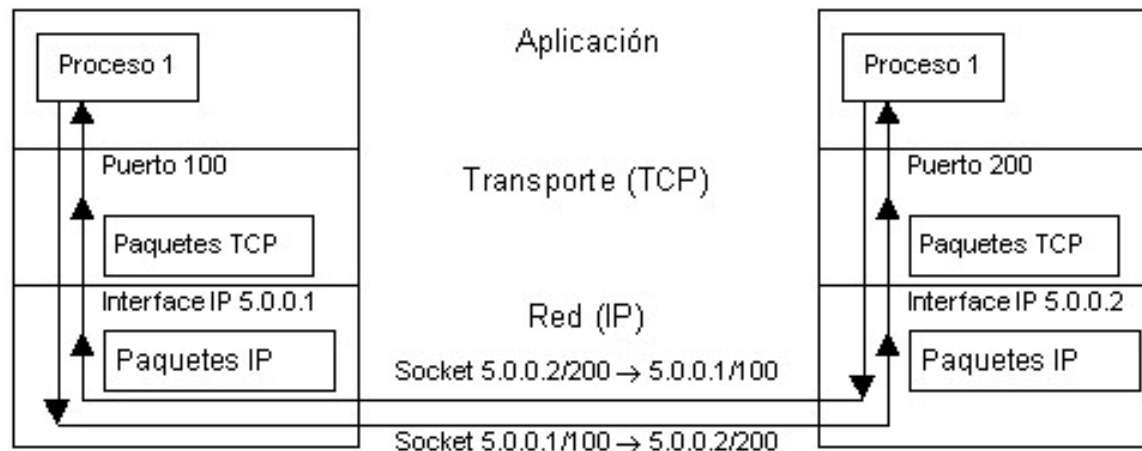 Aplicación
Proceso 1
Proceso 1
Puerto 100
Transporte (TCP)
Puerto 200
Paquetes TCP
Paquetes TCP
Interface IP 5.0.0.1
Red (IP)
Interface IP 5.0.0.2
Paquetes IP
Paquetes IP
Socket 5.0.0.2/200 → 5.0.0.1/100
Socket 5.0.0.1/100 → 5.0.0.2/200